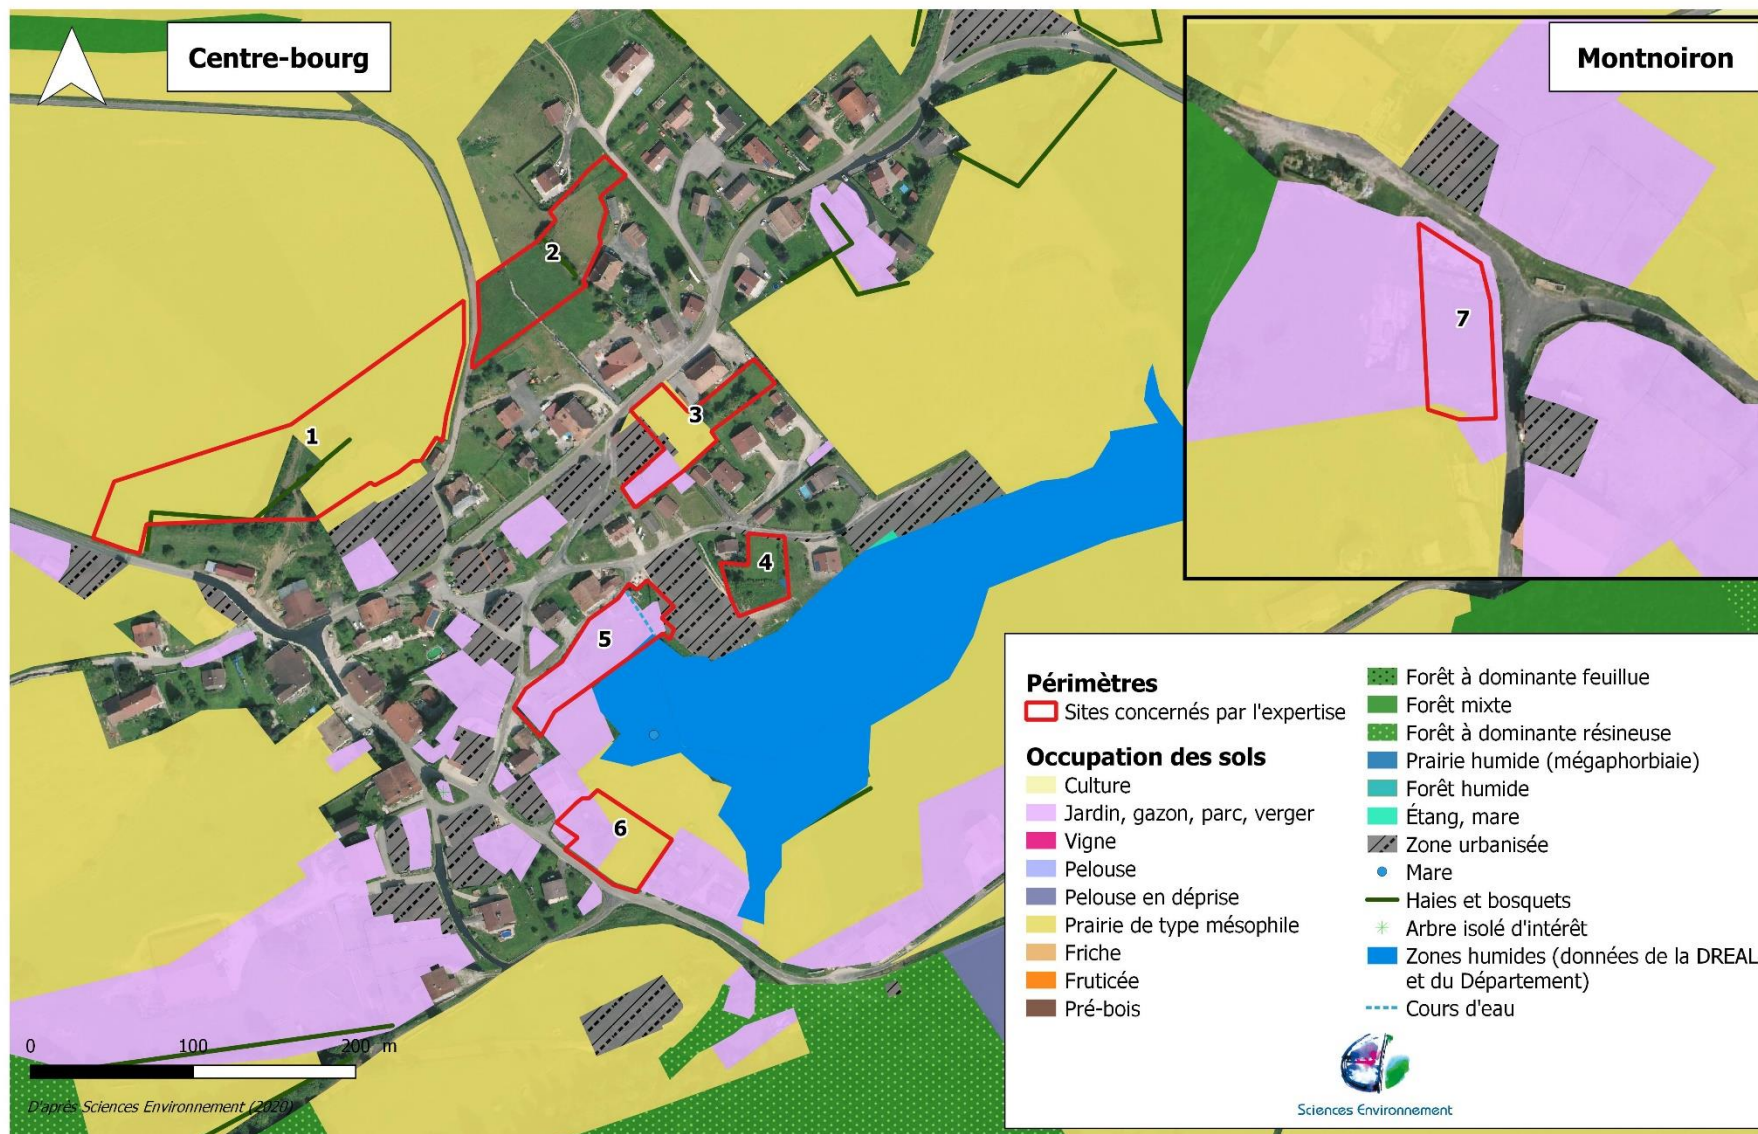 Centre-bourg
Montnoiron
1
2
3
4
5
6
7
Périmètres
Sites concernés par l'expertise
Occupation des sols
Culture
Jardin, gazon, parc, verger
Vigne
Pelouse
Pelouse en déprise
Prairie de type mésophile
Friche
Fruticée
Pré-bois
Forêt à dominante feuillue
Forêt mixte
Forêt à dominante résineuse
Prairie humide (mégaphorbiaie)
Forêt humide
Étang, mare
Zone urbanisée
Mare
Haies et bosquets
Arbre isolé d'intérêt
Zones humides (données de la DREAL
et du Département)
Cours d'eau
Sciences Environnement
0 100 200 m
D'après Sciences Environnement (2020)